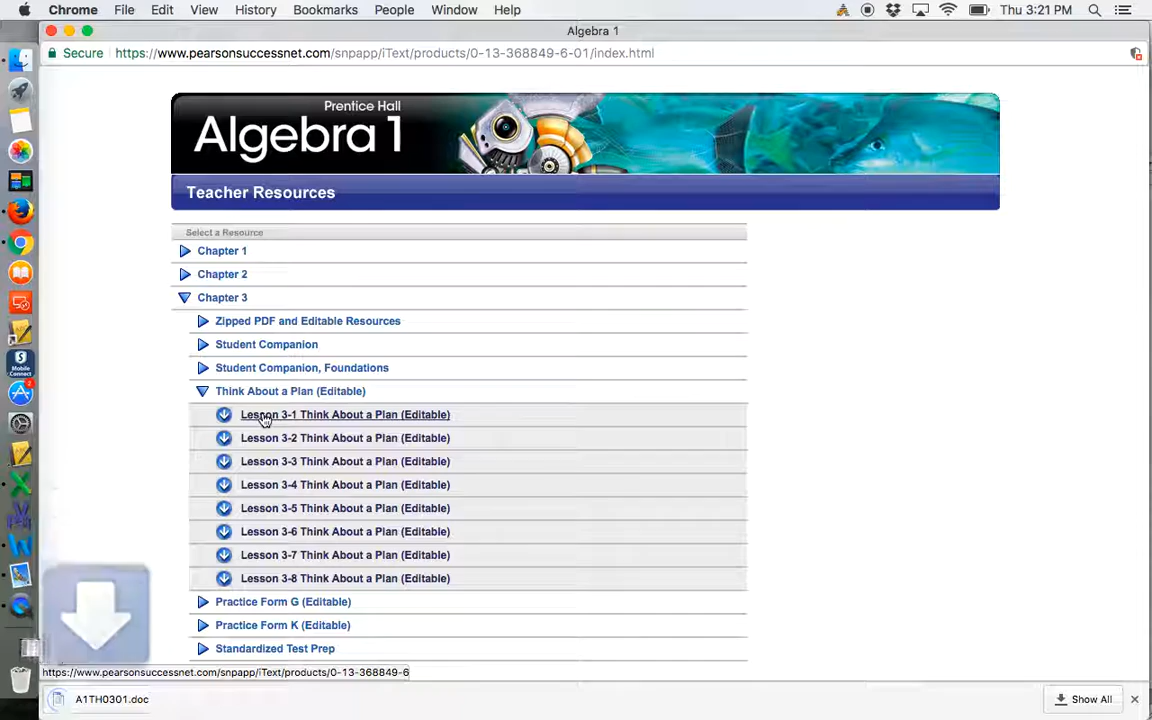 Chrome File Edit View History Bookmarks People Window Help Thu 3:21 PM
Algebra 1
Secure https://www.pearsonsuccessnet.com/snpapp/iText/products/0-13-368849-6-01/index.html
Prentice Hall
Algebra 1
Teacher Resources
Select a Resource
Chapter 1
Chapter 2
Chapter 3
Zipped PDF and Editable Resources
Student Companion
Student Companion, Foundations
Think About a Plan (Editable)
Lesson 3-1 Think About a Plan (Editable)
Lesson 3-2 Think About a Plan (Editable)
Lesson 3-3 Think About a Plan (Editable)
Lesson 3-4 Think About a Plan (Editable)
Lesson 3-5 Think About a Plan (Editable)
Lesson 3-6 Think About a Plan (Editable)
Lesson 3-7 Think About a Plan (Editable)
Lesson 3-8 Think About a Plan (Editable)
Practice Form G (Editable)
Practice Form K (Editable)
Standardized Test Prep
https://www.pearsonsuccessnet.com/snpapp/iText/products/0-13-368849-6
A1TH0301.doc
Show All